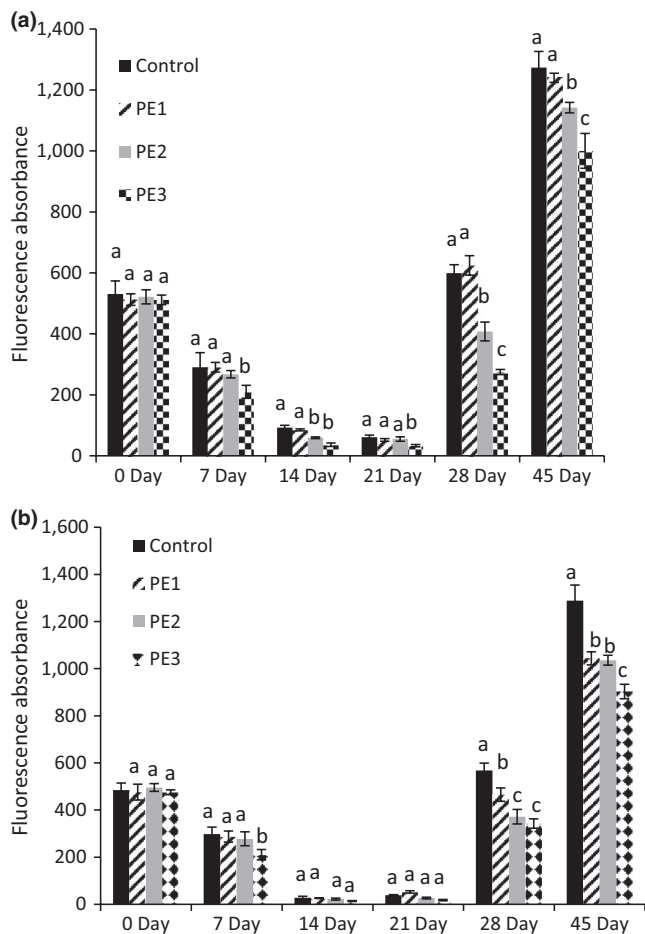 (a)
1,400
1,200
1,000
800
600
400
200
0
Fluorescence absorbance
Control
PE1
PE2
PE3
a a a a
a a a b
a a b b
a a a b
a a b c
a a b c
0 Day 7 Day 14 Day 21 Day 28 Day 45 Day
(b)
1,600
1,400
1,200
1,000
800
600
400
200
0
Fluorescence absorbance
Control
PE1
PE2
PE3
a a a
a a a b
a a a a
a a a a
a b c c
a b b c
0 Day 7 Day 14 Day 21 Day 28 Day 45 Day